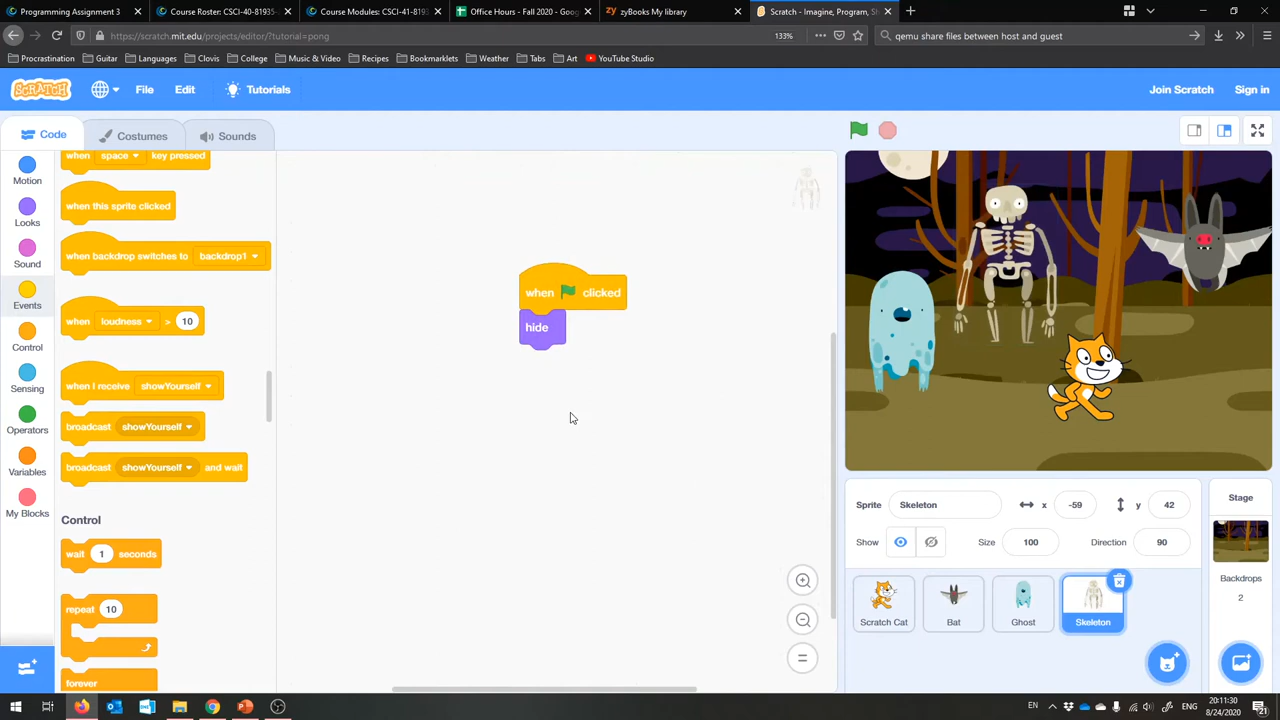 Programming Assignment 3
Course Roster: CSCI-40-81935-
Course Modules: CSCI-41-8193
Office Hours - Fall 2020 - Goog
zyBooks My library
Scratch - Imagine, Program, Sh
https://scratch.mit.edu/projects/editor/?tutorial=pong
133%
qemu share files between host and guest
Procrastination
Guitar
Languages
Clovis
College
Music & Video
Recipes
Bookmarklets
Weather
Tabs
Art
YouTube Studio
SCRATCH
File
Edit
Tutorials
Join Scratch
Sign in
Code
Costumes
Sounds
Motion
Looks
Sound
Events
Control
Sensing
Operators
Variables
My Blocks
when space key pressed
when this sprite clicked
when backdrop switches to backdrop1
when loudness > 10
when I receive showYourself
broadcast showYourself
broadcast showYourself and wait
Control
wait 1 seconds
repeat 10
forever
when clicked
hide
Sprite
Skeleton
x
-59
y
42
Show
Size
100
Direction
90
Scratch Cat
Bat
Ghost
Skeleton
Stage
Backdrops
2
EN
ENG
20:11:30
8/24/2020
21